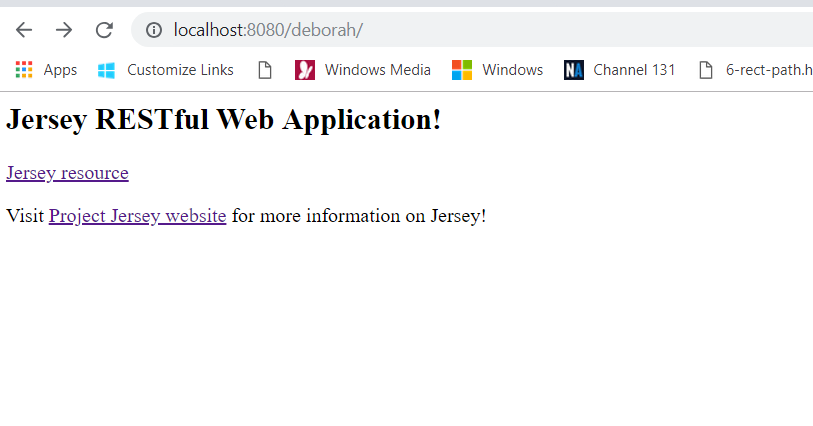 localhost:8080/deborah/
Apps Customize Links Windows Media Windows Channel 131 6-rect-path.h
Jersey RESTful Web Application!
Jersey resource
Visit Project Jersey website for more information on Jersey!